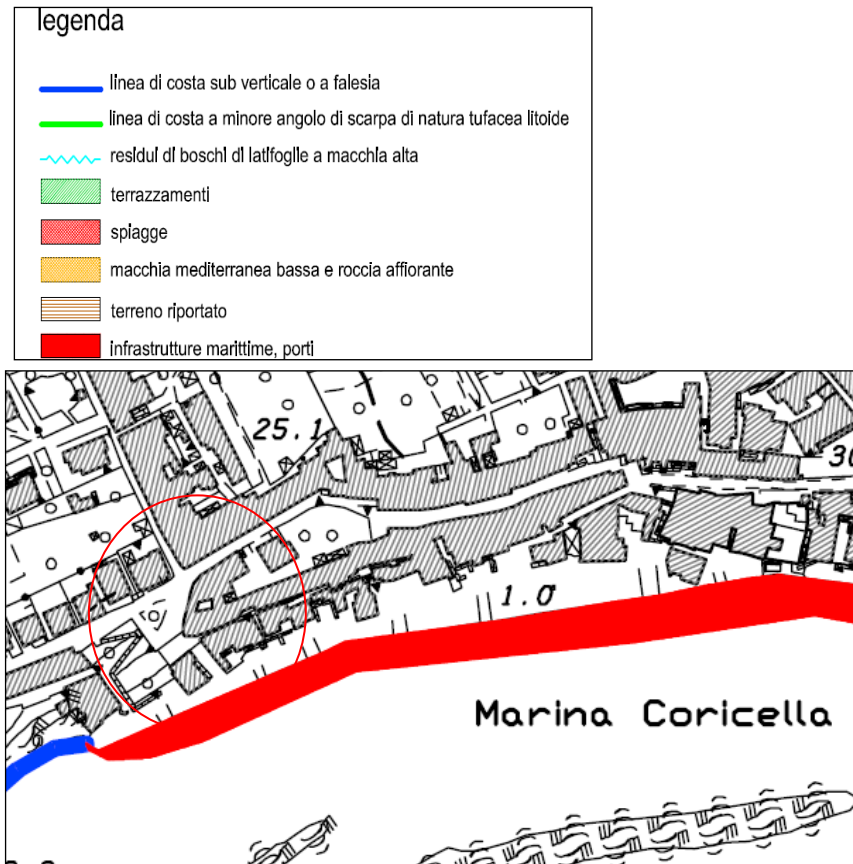 legenda
linea di costa sub verticale o a falesia
linea di costa a minore angolo di scarpa di natura tufacea litoide
residui di boschi di latifoglie a macchia alta
terrazzamenti
spiagge
macchia mediterranea bassa e roccia affiorante
terreno riportato
infrastrutture marittime, porti
25.1
30
1.0
Marina Coricella